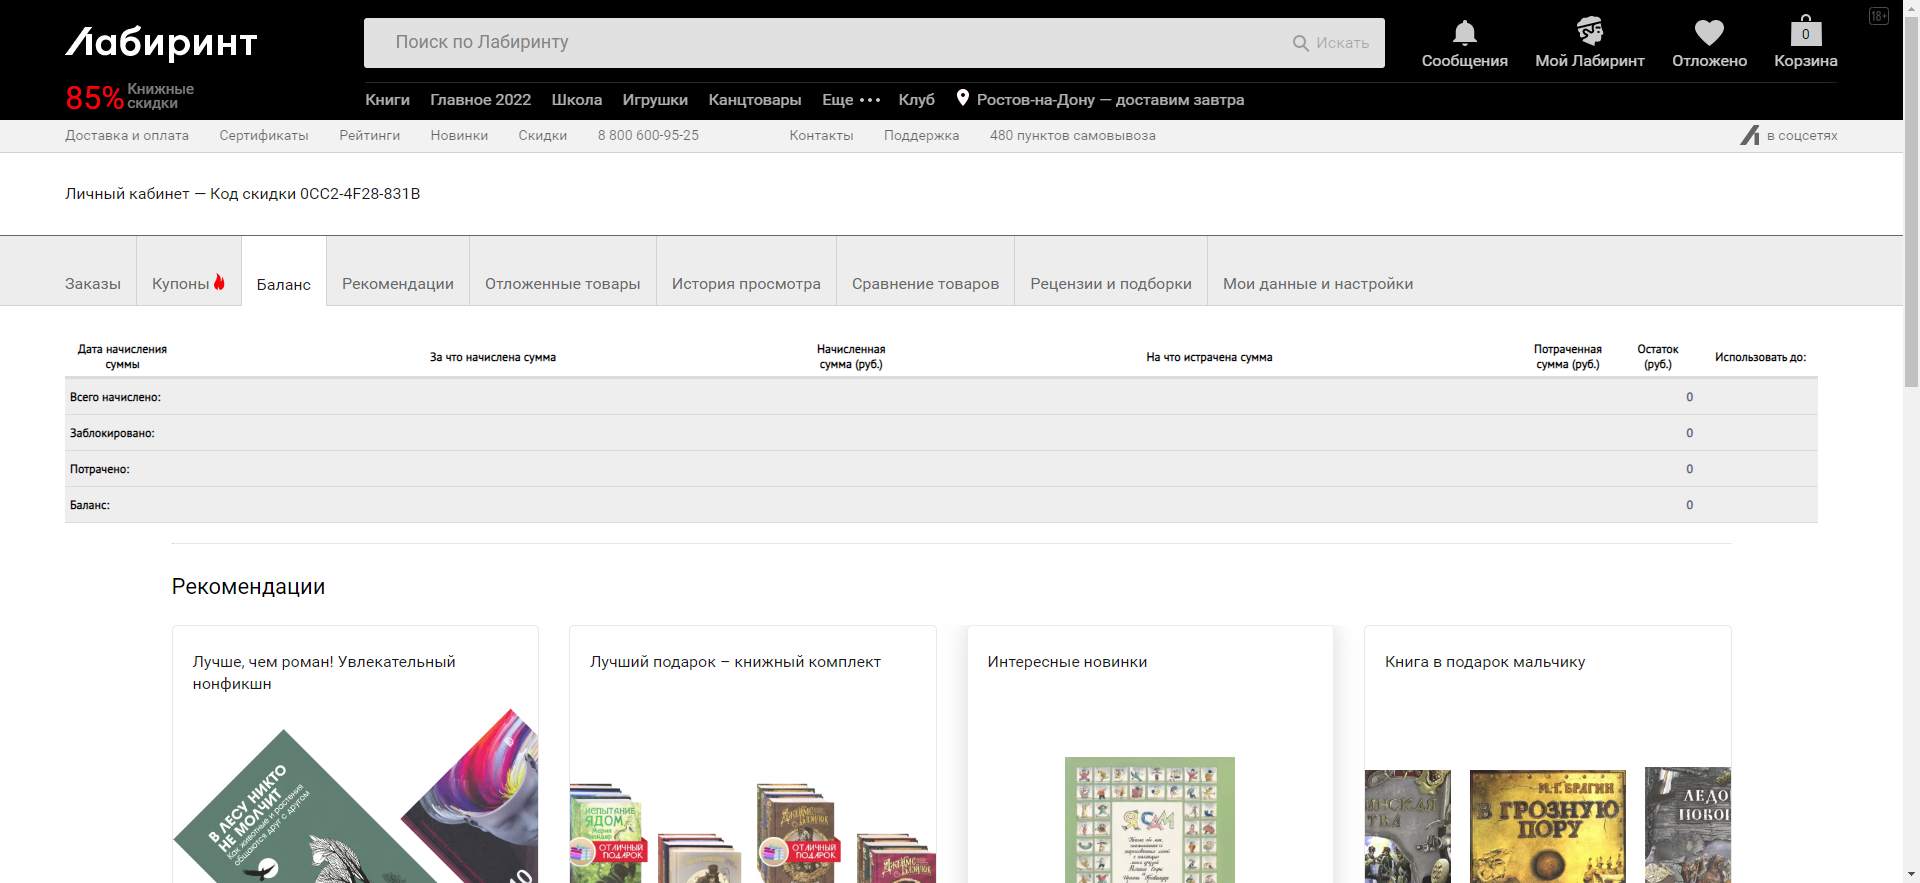 Лабиринт
Поиск по Лабиринту
Искать
Сообщения
Мой Лабиринт
Отложено
0
Корзина
18+
85% Книжные скидки
Книги Главное 2022 Школа Игрушки Канцтовары Еще ••• Клуб Ростов-на-Дону — доставим завтра
Доставка и оплата Сертификаты Рейтинги Новинки Скидки 8 800 600-95-25 Контакты Поддержка 480 пунктов самовывоза в соцсетях
Личный кабинет — Код скидки 0CC2-4F28-831B
Заказы Купоны Баланс Рекомендации Отложенные товары История просмотра Сравнение товаров Рецензии и подборки Мои данные и настройки
Дата начисления суммы
За что начислена сумма
Начисленная сумма (руб.)
На что истрачена сумма
Потраченная сумма (руб.)
Остаток (руб.)
Использовать до:
Всего начислено: 0
Заблокировано: 0
Потрачено: 0
Баланс: 0
Рекомендации
Лучше, чем роман! Увлекательный
нонфикшн
В ЛЕСУ НИКТО
НЕ МОЛЧИТ
Как животные и растения
общаются друг с другом
Лучший подарок – книжный комплект
ИСПЫТАНИЕ
ЯДОМ
ОТЛИЧНЫЙ
ПОДАРОК
ОТЛИЧНЫЙ
ПОДАРОК
Интересные новинки
Я САМ
Книга в подарок мальчику
М.Г. БРАГИН
В ГРОЗНУЮ
ПОРУ